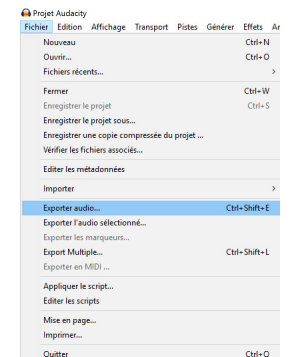 Projet Audacity
Fichier Edition Affichage Transport Pistes Générer Effets
Nouveau Ctrl+N
Ouvrir... Ctrl+O
Fichiers récents... >
Fermer Ctrl+W
Enregistrer le projet Ctrl+S
Enregistrer le projet sous...
Enregistrer une copie compressée du projet ...
Vérifier les fichiers associés...
Editer les métadonnées
Importer >
Exporter audio... Ctrl+Shift+E
Exporter l'audio sélectionné...
Exporter les marqueurs...
Export Multiple... Ctrl+Shift+L
Exporter en MIDI ...
Appliquer le script...
Editer les scripts
Mise en page...
Imprimer...
Quitter Ctrl+Q